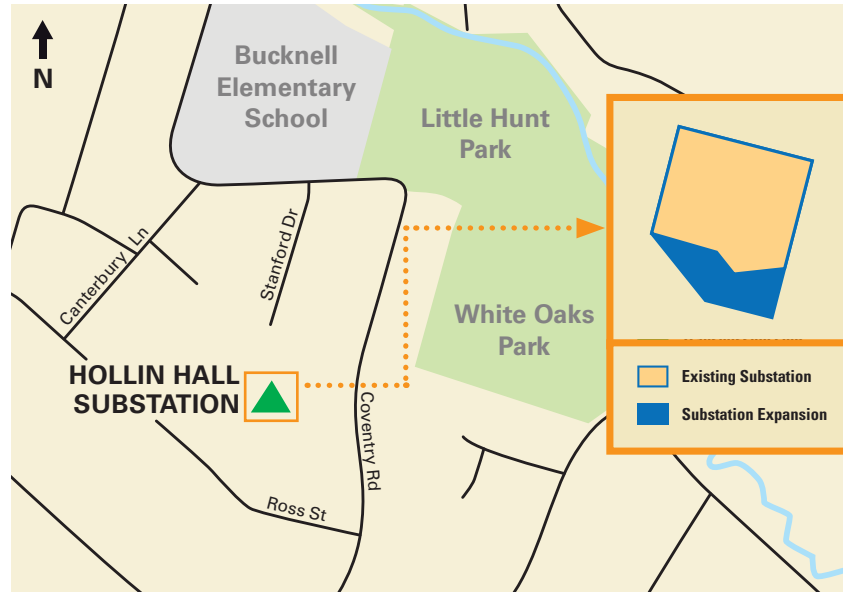 N
Bucknell
Elementary
School
Little Hunt
Park
Canterbury Ln
Stanford Dr
White Oaks
Park
HOLLIN HALL
SUBSTATION
Coventry Rd
Ross St
Existing Substation
Substation Expansion